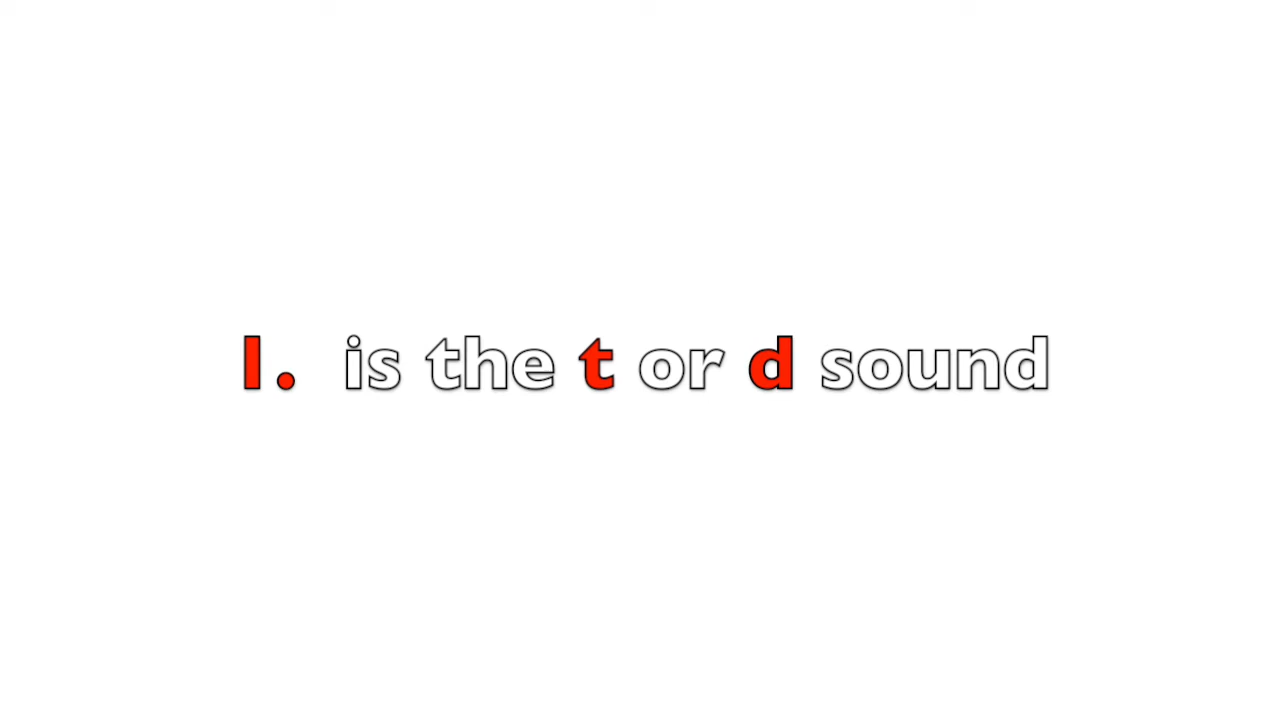 1. is the t or d sound